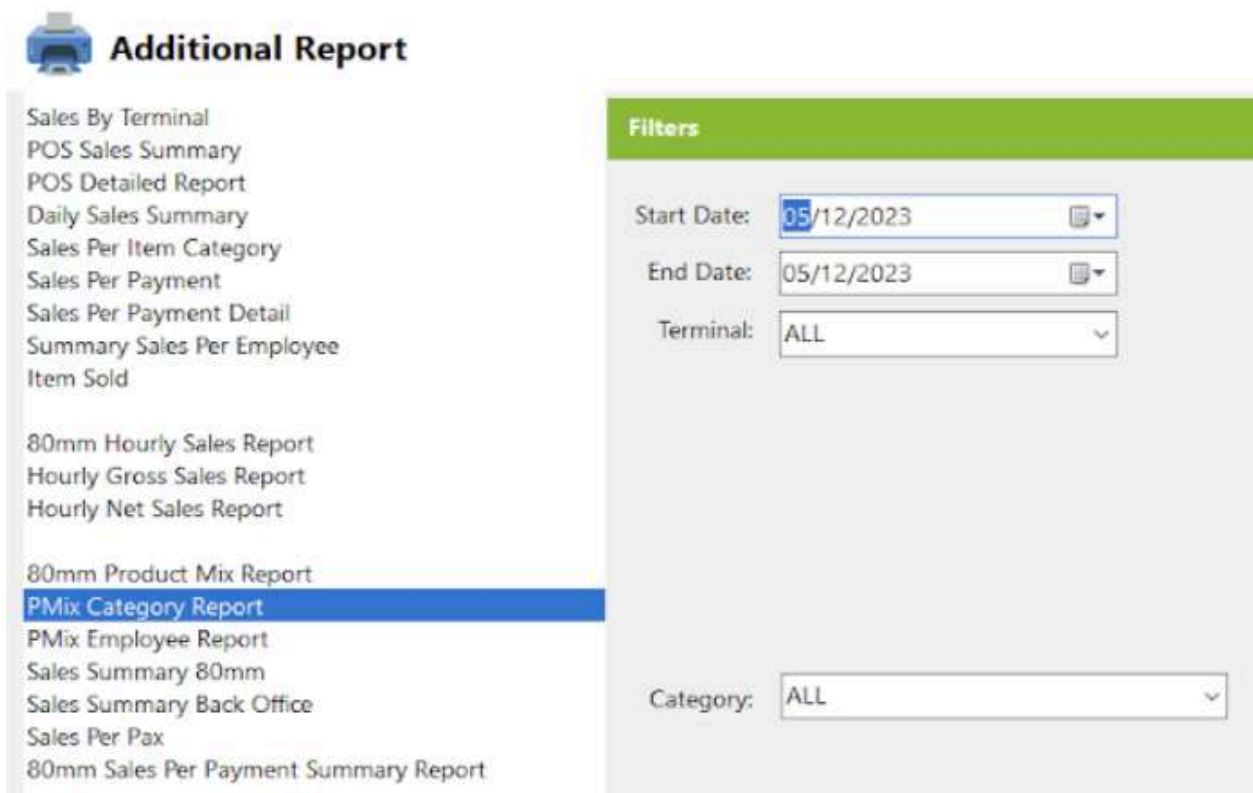 Additional Report
Sales By Terminal
POS Sales Summary
POS Detailed Report
Daily Sales Summary
Sales Per Item Category
Sales Per Payment
Sales Per Payment Detail
Summary Sales Per Employee
Item Sold
80mm Hourly Sales Report
Hourly Gross Sales Report
Hourly Net Sales Report
80mm Product Mix Report
PMix Category Report
PMix Employee Report
Sales Summary 80mm
Sales Summary Back Office
Sales Per Pax
80mm Sales Per Payment Summary Report
Filters
Start Date: 05/12/2023
End Date: 05/12/2023
Terminal: ALL
Category: ALL